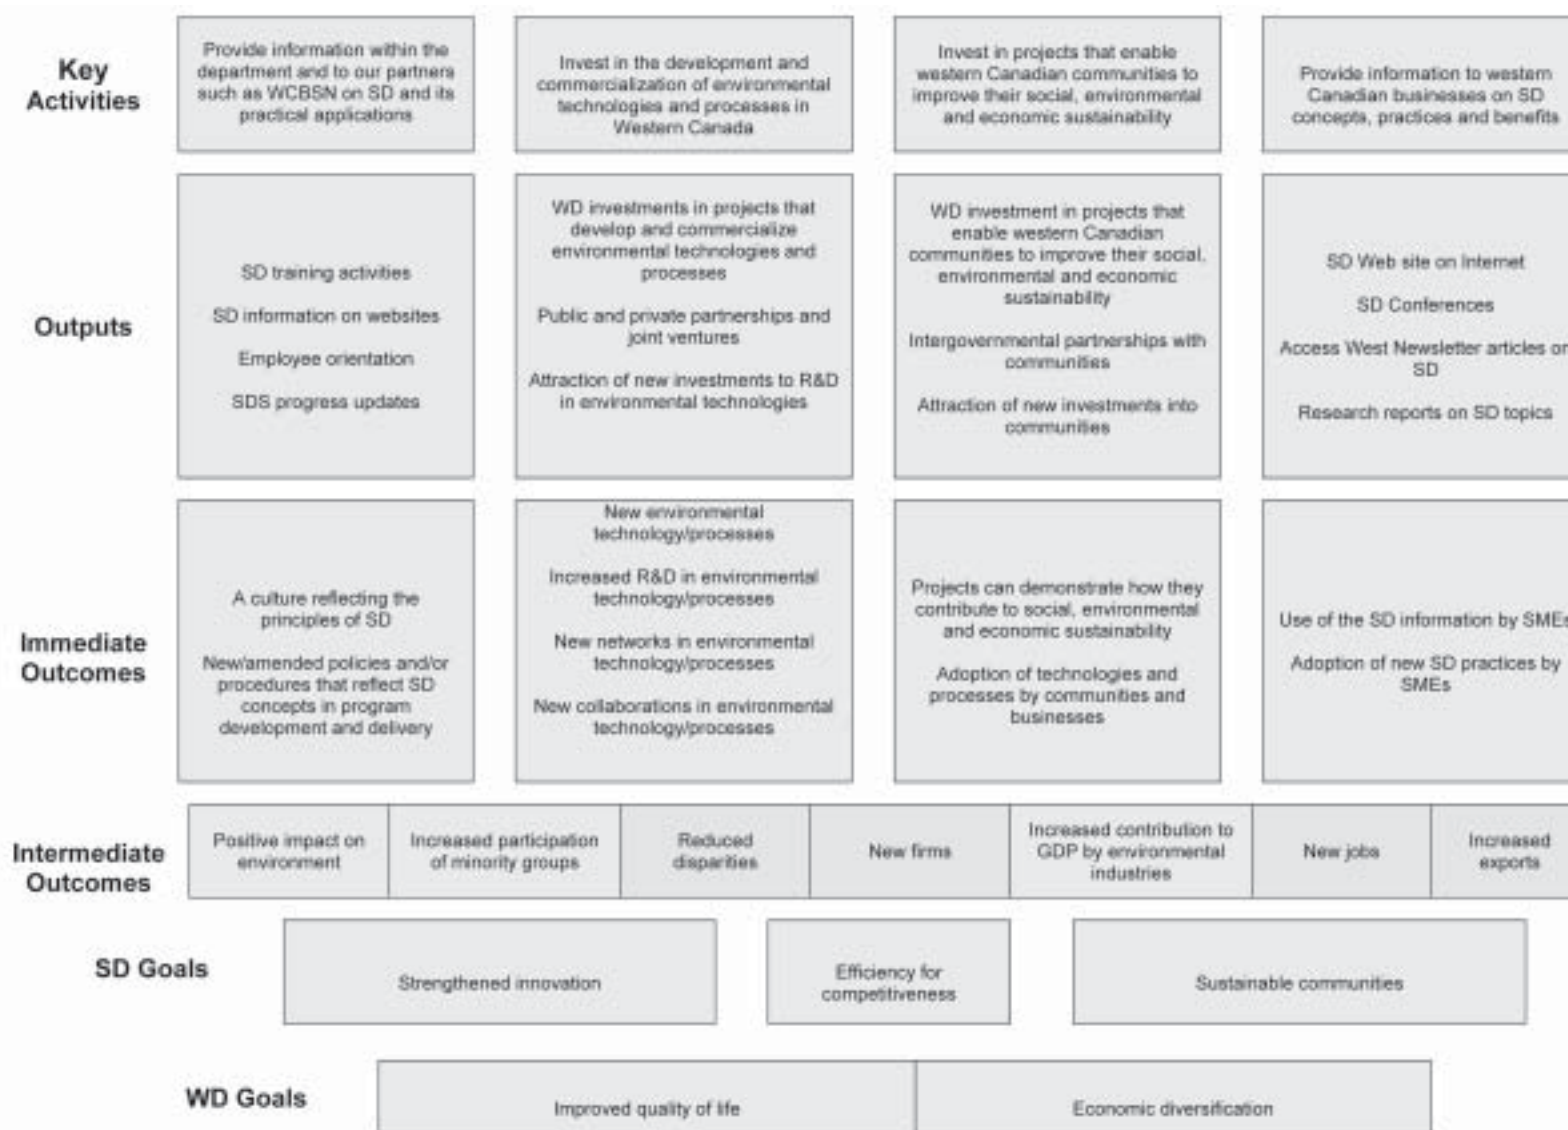 Key
Activities
Provide information within the
department and to our partners
such as WCBSN on SD and its
practical applications
Invest in the development and
commercialization of environmental
technologies and processes in
Western Canada
Invest in projects that enable
western Canadian communities to
improve their social, environmental
and economic sustainability
Provide information to western
Canadian businesses on SD
concepts, practices and benefits
Outputs
SD training activities
SD information on websites
Employee orientation
SDS progress updates
WD investments in projects that
develop and commercialize
environmental technologies and
processes
Public and private partnerships and
joint ventures
Attraction of new investments to R&D
in environmental technologies
WD investment in projects that
enable western Canadian
communities to improve their social,
environmental and economic
sustainability
Intergovernmental partnerships with
communities
Attraction of new investments into
communities
SD Web site on Internet
SD Conferences
Access West Newsletter articles on
SD
Research reports on SD topics
Immediate
Outcomes
A culture reflecting the
principles of SD
New/amended policies and/or
procedures that reflect SD
concepts in program
development and delivery
New environmental
technology/processes
Increased R&D in environmental
technology/processes
New networks in environmental
technology/processes
New collaborations in environmental
technology/processes
Projects can demonstrate how they
contribute to social, environmental
and economic sustainability
Adoption of technologies and
processes by communities and
businesses
Use of the SD information by SMEs
Adoption of new SD practices by
SMEs
Intermediate
Outcomes
Positive impact on
environment
Increased participation
of minority groups
Reduced
disparities
New firms
Increased contribution to
GDP by environmental
industries
New jobs
Increased
exports
SD Goals
Strengthened innovation
Efficiency for
competitiveness
Sustainable communities
WD Goals
Improved quality of life
Economic diversification